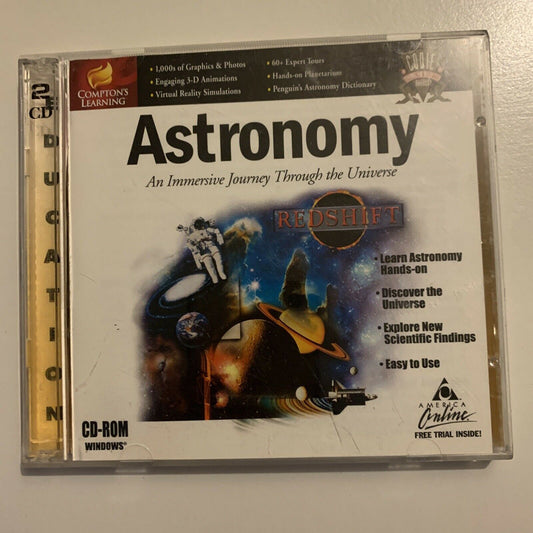 COMPTON'S
LEARNING
• 1,000s of Graphics & Photos
• Engaging 3-D Animations
• Virtual Reality Simulations
• 60+ Expert Tours
• Hands-on Planetarium
• Penguin's Astronomy Dictionary
CODIE
2
CD
EDUCATION
Astronomy
An Immersive Journey Through the Universe
REDSHIFT
• Learn Astronomy
Hands-on
• Discover the
Universe
• Explore New
Scientific Findings
• Easy to Use
CD-ROM
WINDOWS®
AMERICA
Online
FREE TRIAL INSIDE!